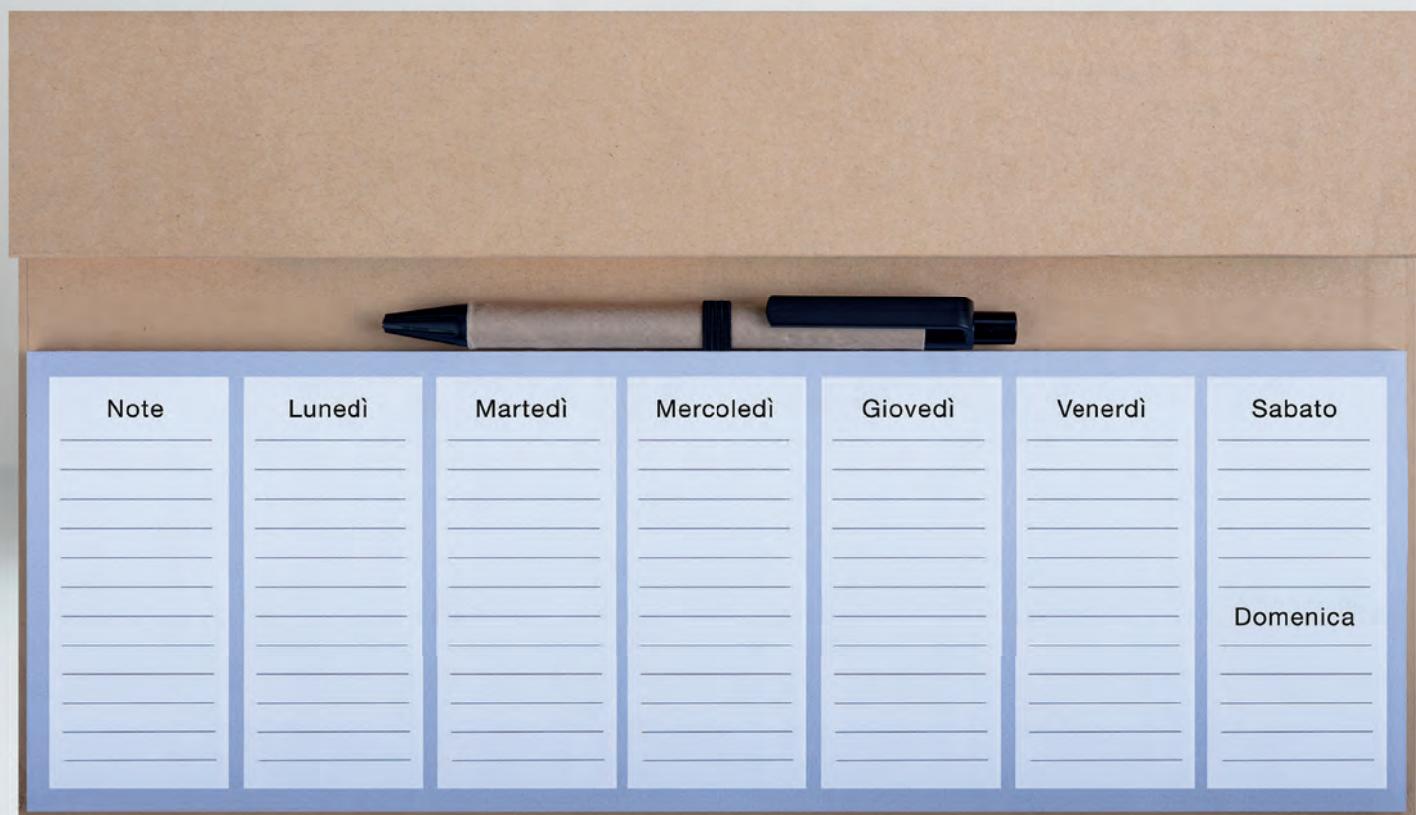 Note
Lunedì
Martedì
Mercoledì
Giovedì
Venerdì
Sabato
Domenica